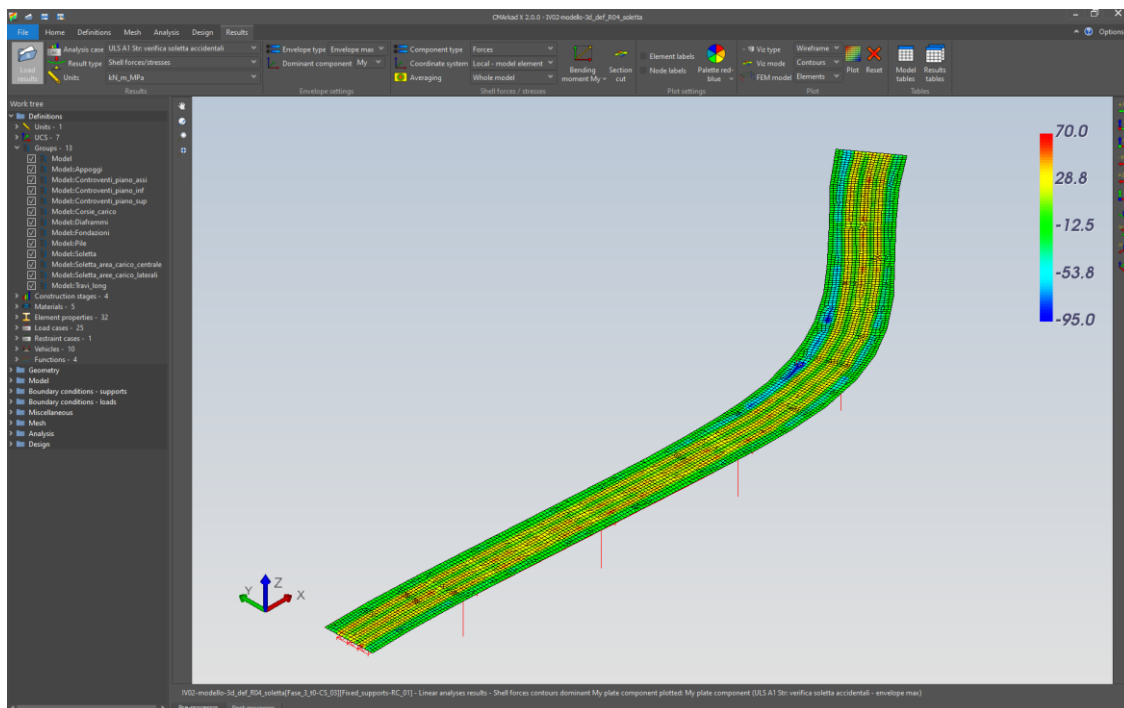 CMArkad X 2.0.0 - IV02-modello-3d_def_R04_soletta
File Home Definitions Mesh Analysis Design Results
Options
Load results
Analysis case ULS A1 Str: verifica soletta accidentali
Result type Shell forces/stresses
Units kN_m_MPa
Results
Envelope type Envelope max
Dominant component My
Envelope settings
Component type Forces
Coordinate system Local - model element
Averaging Whole model
Bending moment My
Section cut
Shell forces / stresses
Element labels
Node labels
Palette red-blue
Plot settings
Viz type Wireframe
Viz mode Contours
FEM model Elements
Plot Reset
Plot
Model tables
Results tables
Tables
Work tree
Definitions
Units - 1
UCS - 7
Groups - 13
Model
Model::Appoggi
Model::Controventi_piano_assi
Model::Controventi_piano_inf
Model::Controventi_piano_sup
Model::Corsie_carico
Model::Diaframmi
Model::Fondazioni
Model::Pile
Model::Soletta
Model::Soletta_area_carico_centrale
Model::Soletta_aree_carico_laterali
Model::Travi_long
Construction stages - 4
Materials - 5
Element properties - 32
Load cases - 25
Restraint cases - 1
Vehicles - 10
Functions - 4
Geometry
Model
Boundary conditions - supports
Boundary conditions - loads
Miscellaneous
Mesh
Analysis
Design
70.0
28.8
-12.5
-53.8
-95.0
Z
Y
X
IV02-modello-3d_def_R04_soletta[Fase_3_t0-CS_03][Fixed_supports-RC_01] - Linear analyses results - Shell forces contours dominant My plate component plotted: My plate component (ULS A1 Str: verifica soletta accidentali - envelope max)